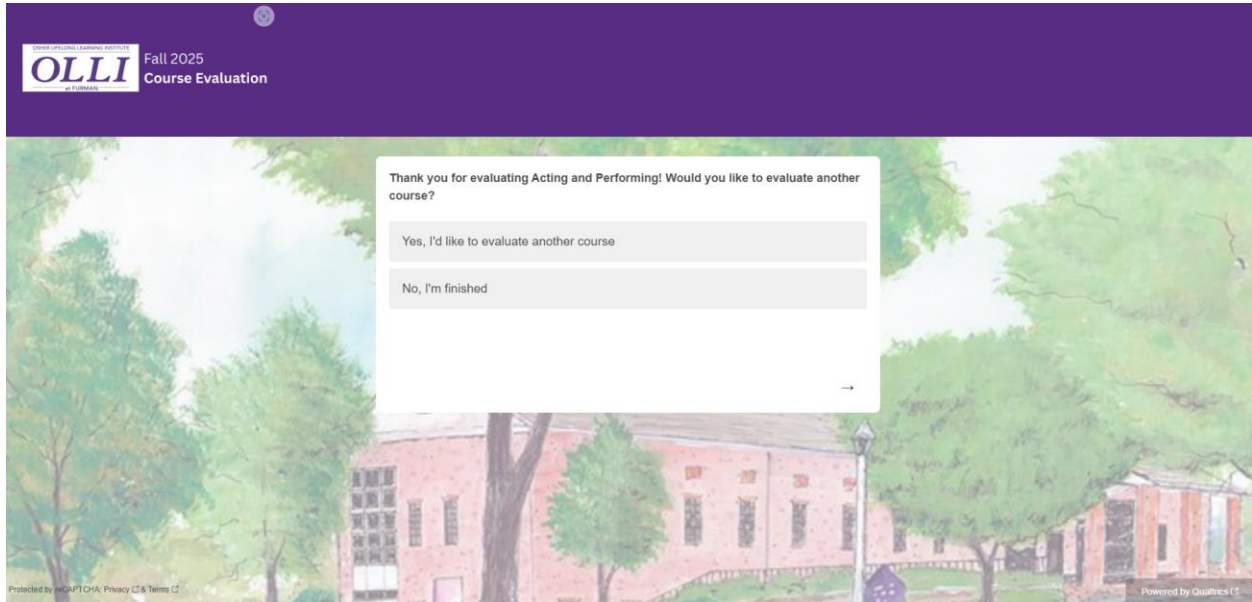 OSHER LIFELONG LEARNING INSTITUTE
OLLI
at FURMAN
Fall 2025
Course Evaluation
Thank you for evaluating Acting and Performing! Would you like to evaluate another
course?
Yes, I'd like to evaluate another course
No, I'm finished
→
Protected by reCAPTCHA: Privacy & Terms
Powered by Qualtrics